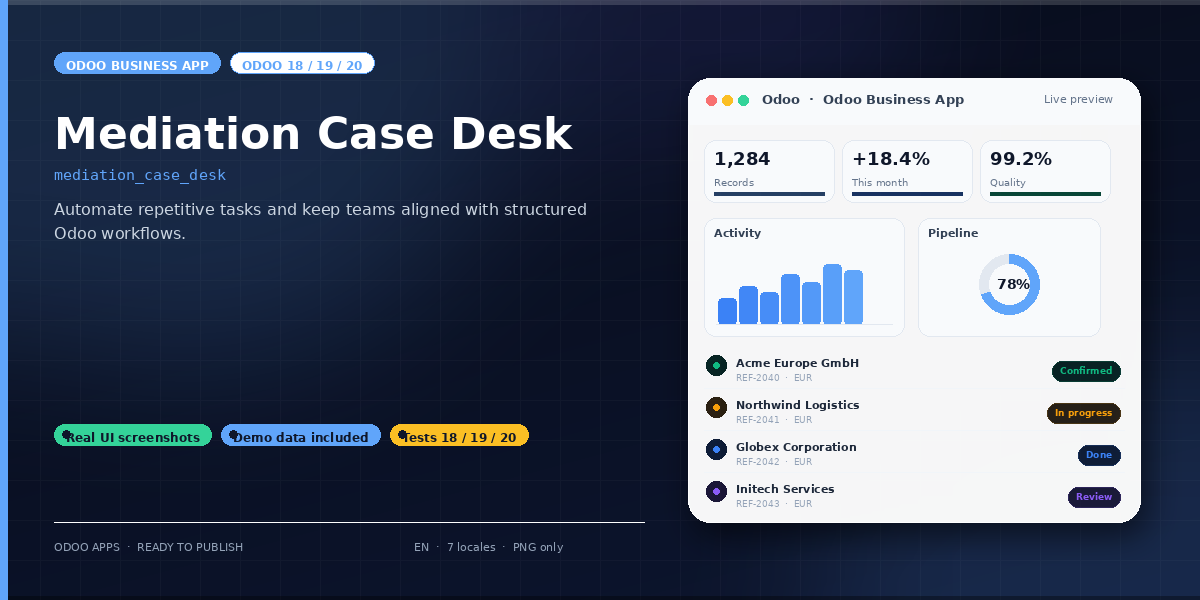 ODOO BUSINESS APP
ODOO 18 / 19 / 20
Mediation Case Desk
mediation_case_desk
Automate repetitive tasks and keep teams aligned with structured
Odoo workflows.
Real UI screenshots
Demo data included
Tests 18 / 19 / 20
ODOO APPS · READY TO PUBLISH
EN · 7 locales · PNG only
Odoo · Odoo Business App
Live preview
1,284
Records
+18.4%
This month
99.2%
Quality
Activity
Pipeline
78%
Acme Europe GmbH
REF-2040 · EUR
Confirmed
Northwind Logistics
REF-2041 · EUR
In progress
Globex Corporation
REF-2042 · EUR
Done
Initech Services
REF-2043 · EUR
Review